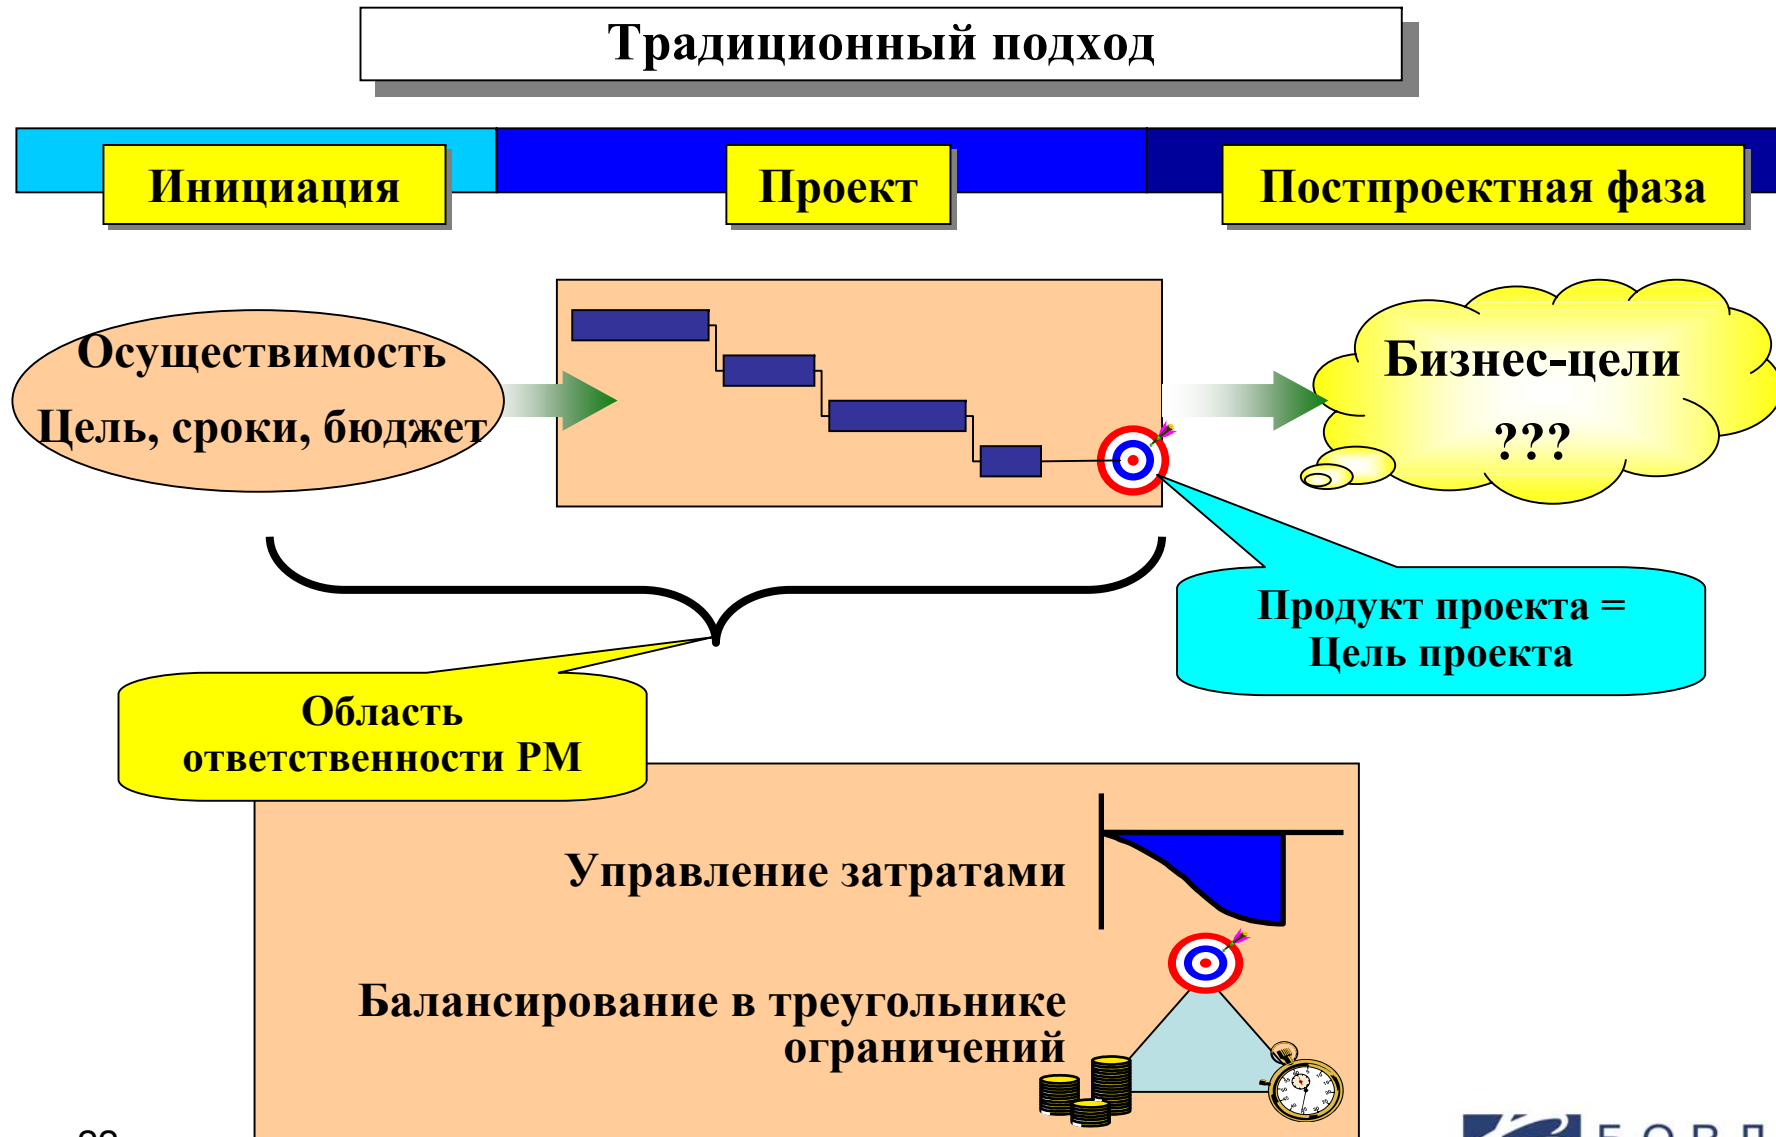 Традиционный подход
Инициация
Проект
Постпроектная фаза
Осуществимость
Цель, сроки, бюджет
Бизнес-цели
???
Продукт проекта =
Цель проекта
Область
ответственности PM
Управление затратами
Балансирование в треугольнике
ограничений